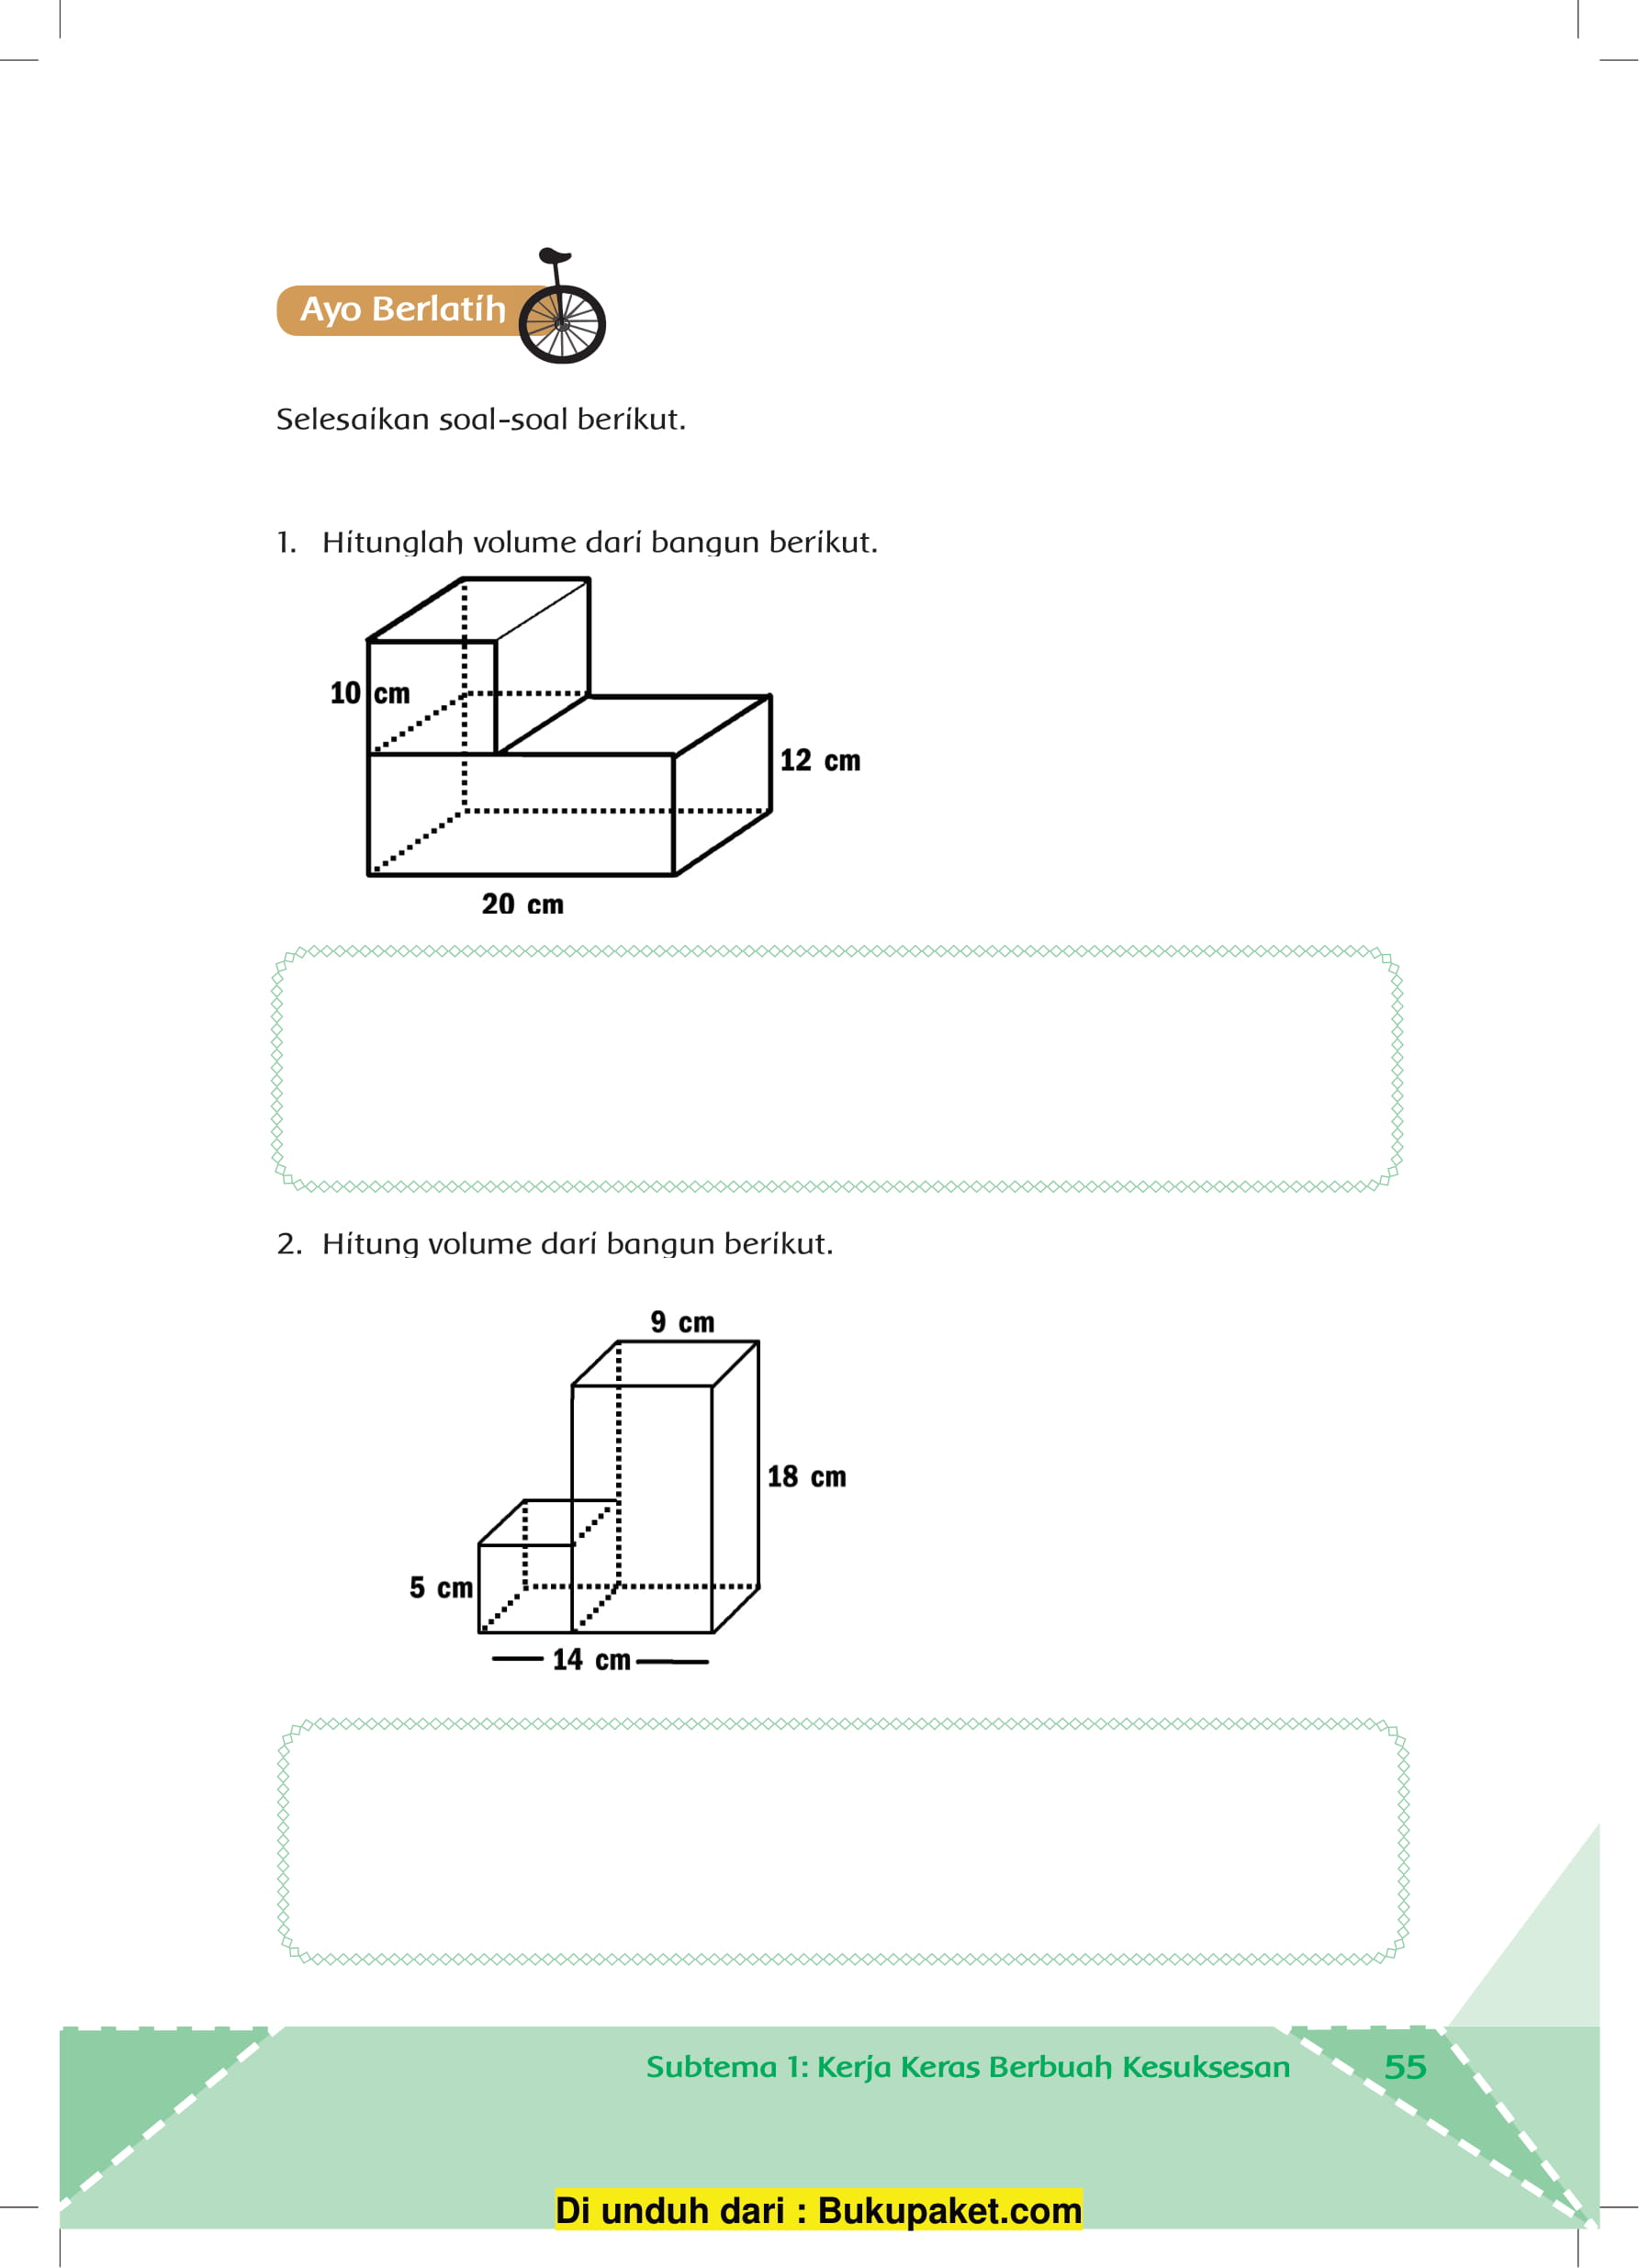 Ayo Berlatih
Selesaikan soal-soal berikut.
1. Hitunglah volume dari bangun berikut.
10 cm
12 cm
20 cm
2. Hitung volume dari bangun berikut.
9 cm
18 cm
5 cm
14 cm
Subtema 1: Kerja Keras Berbuah Kesuksesan 55
Di unduh dari : Bukupaket.com